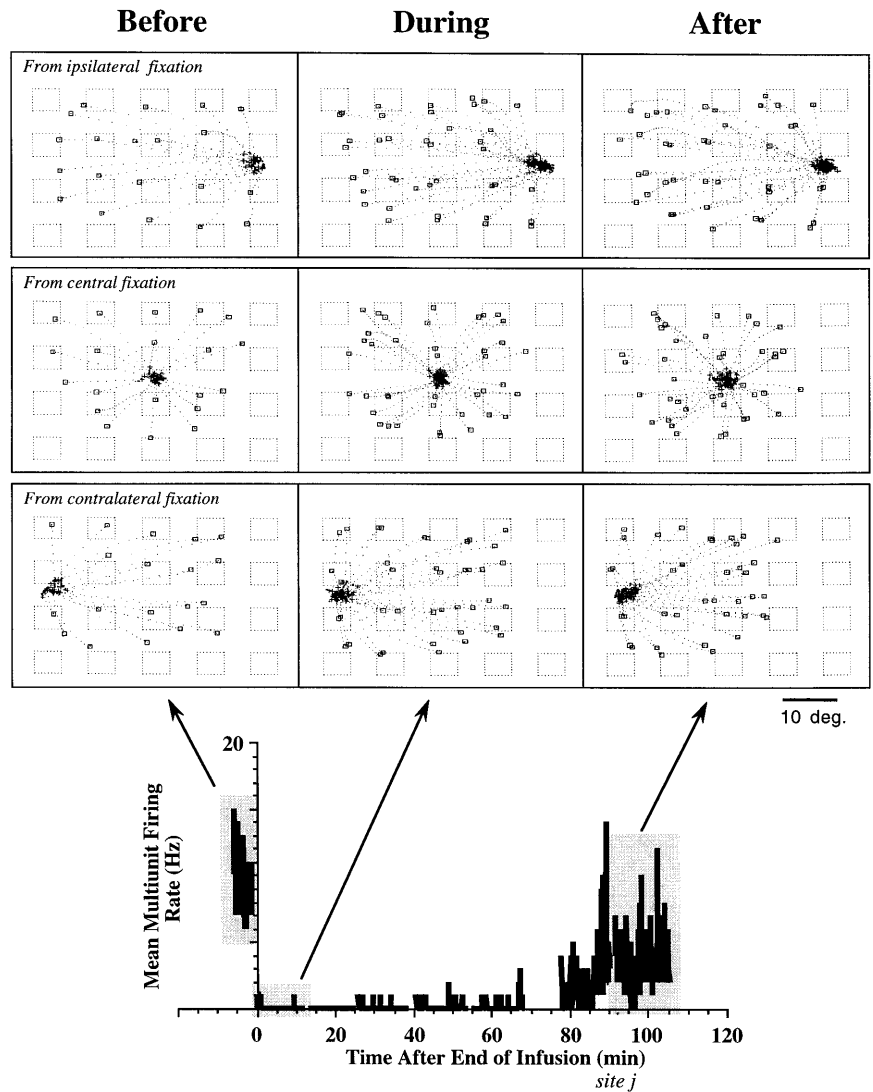 Before During After
From ipsilateral fixation
From central fixation
From contralateral fixation
10 deg.
20
Mean Multiunit Firing
Rate (Hz)
0 20 40 60 80 100 120
Time After End of Infusion (min)
site j